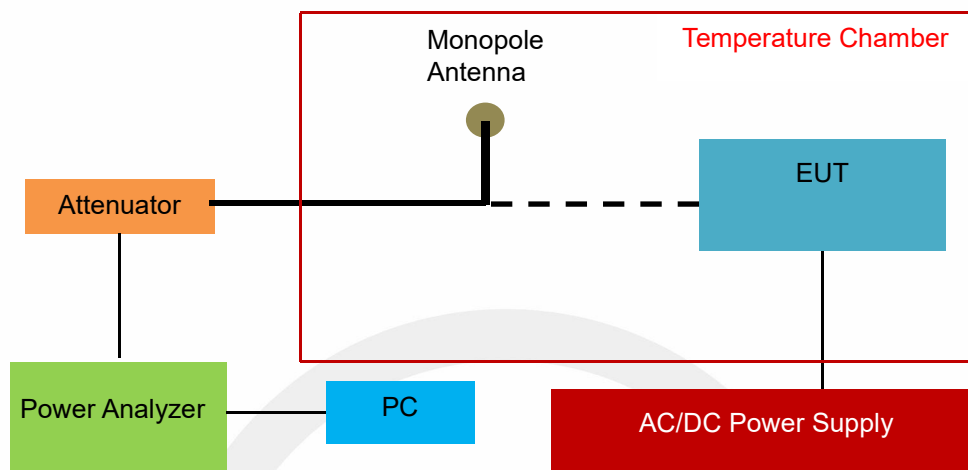 Monopole
Antenna
Temperature Chamber
EUT
Attenuator
Power Analyzer
PC
AC/DC Power Supply